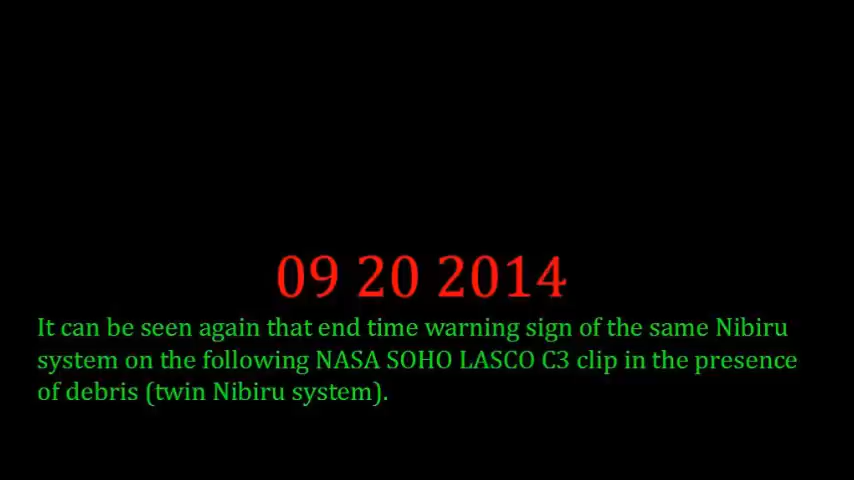 09 20 2014
It can be seen again that end time warning sign of the same Nibiru
system on the following NASA SOHO LASCO C3 clip in the presence
of debris (twin Nibiru system).